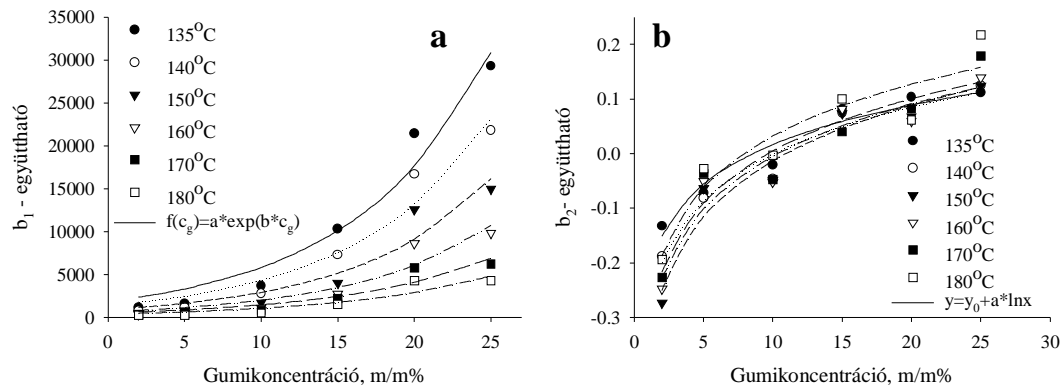 35000
30000
25000
20000
15000
10000
5000
0
b₁- együttható
a
135°C
140°C
150°C
160°C
170°C
180°C
f(c_g)=a*exp(b*c_g)
0 5 10 15 20 25
Gumikoncentráció, m/m%
0.2
0.1
0.0
-0.1
-0.2
-0.3
b₂- együttható
b
135°C
140°C
150°C
160°C
170°C
180°C
y=y₀+a*lnx
0 5 10 15 20 25 30
Gumikoncentráció, m/m%